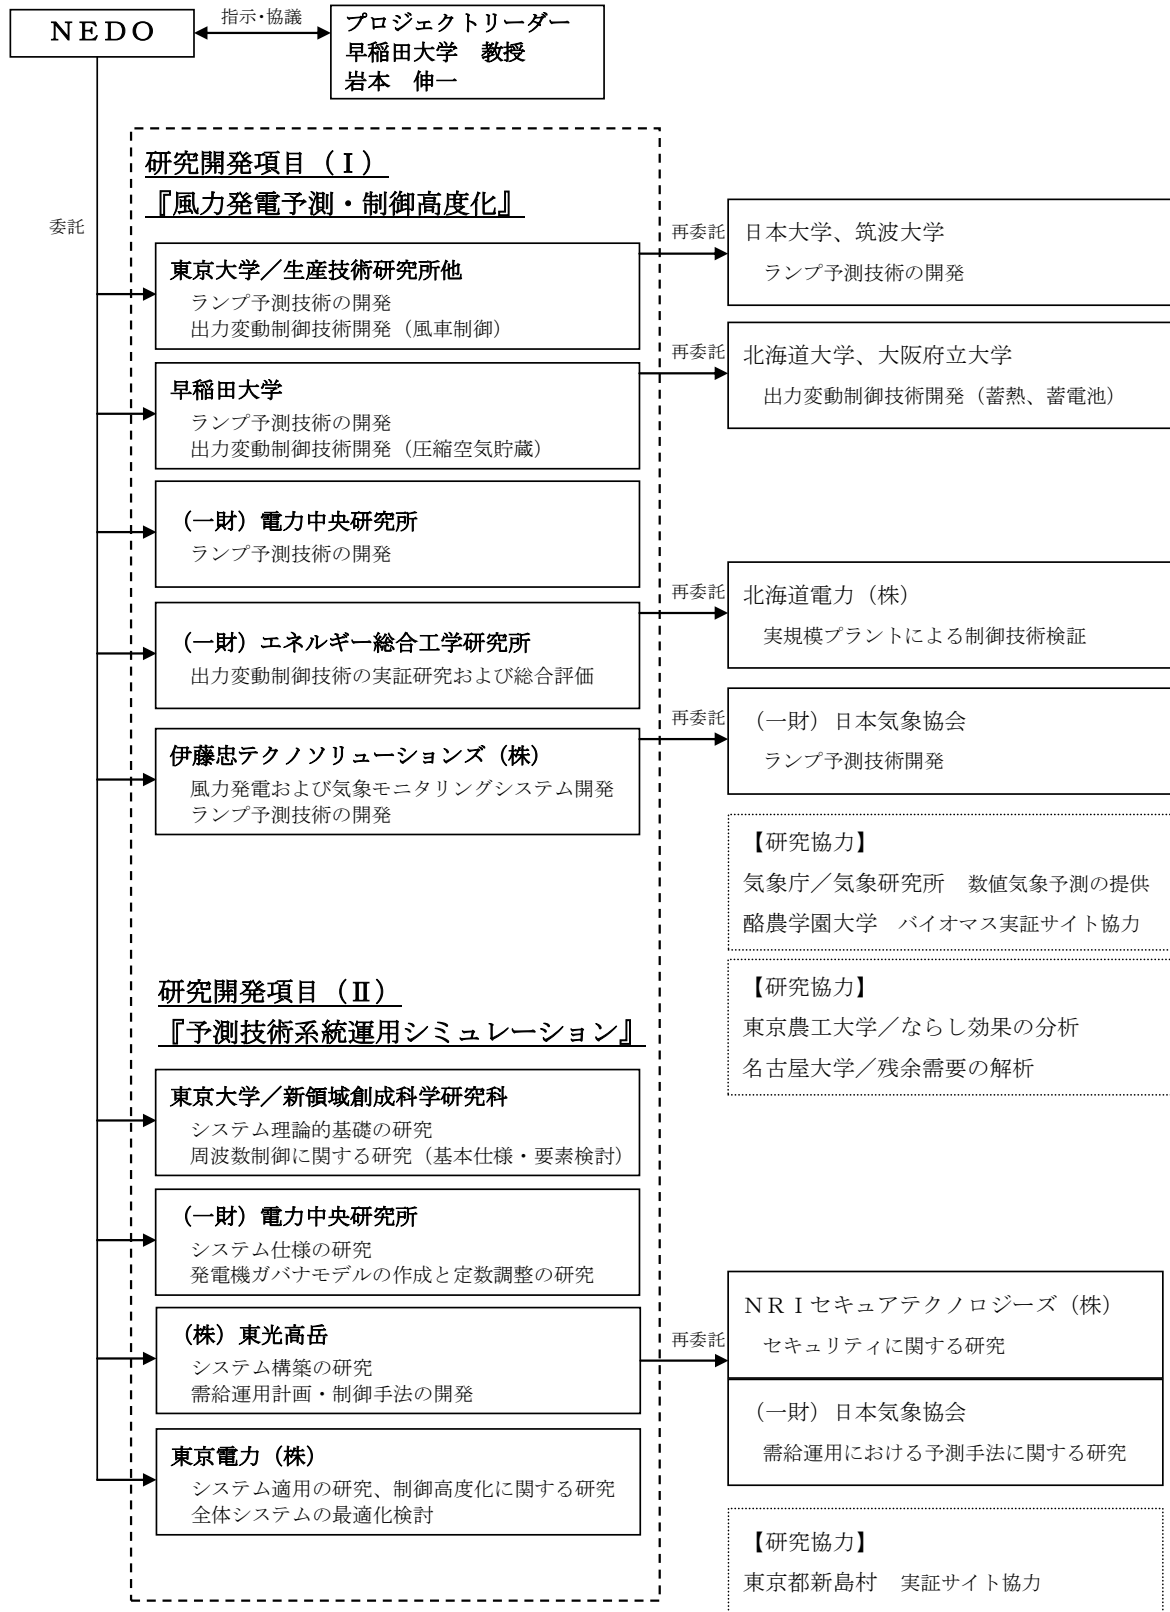 NEDO
指示・協議
プロジェクトリーダー
早稲田大学　教授
岩本　伸一
委託
研究開発項目（Ⅰ）
『風力発電予測・制御高度化』
東京大学／生産技術研究所他
ランプ予測技術の開発
出力変動制御技術開発（風車制御）
再委託
日本大学、筑波大学
ランプ予測技術の開発
早稲田大学
ランプ予測技術の開発
出力変動制御技術開発（圧縮空気貯蔵）
再委託
北海道大学、大阪府立大学
出力変動制御技術開発（蓄熱、蓄電池）
（一財）電力中央研究所
ランプ予測技術の開発
（一財）エネルギー総合工学研究所
出力変動制御技術の実証研究および総合評価
再委託
北海道電力（株）
実規模プラントによる制御技術検証
伊藤忠テクノソリューションズ（株）
風力発電および気象モニタリングシステム開発
ランプ予測技術の開発
再委託
（一財）日本気象協会
ランプ予測技術開発
【研究協力】
気象庁／気象研究所　数値気象予測の提供
酪農学園大学　バイオマス実証サイト協力
【研究協力】
東京農工大学／ならし効果の分析
名古屋大学／残余需要の解析
研究開発項目（Ⅱ）
『予測技術系統運用シミュレーション』
東京大学／新領域創成科学研究科
システム理論的基礎の研究
周波数制御に関する研究（基本仕様・要素検討）
（一財）電力中央研究所
システム仕様の研究
発電機ガバナモデルの作成と定数調整の研究
（株）東光高岳
システム構築の研究
需給運用計画・制御手法の開発
再委託
ＮＲＩセキュアテクノロジーズ（株）
セキュリティに関する研究
（一財）日本気象協会
需給運用における予測手法に関する研究
東京電力（株）
システム適用の研究、制御高度化に関する研究
全体システムの最適化検討
【研究協力】
東京都新島村　実証サイト協力